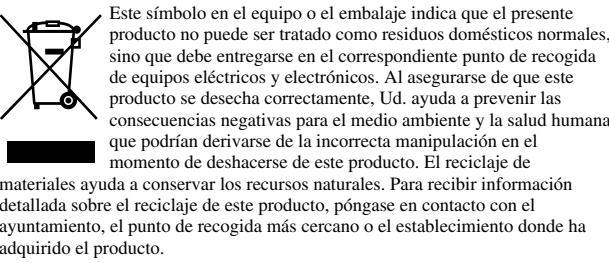 Este símbolo en el equipo o el embalaje indica que el presente
producto no puede ser tratado como residuos domésticos normales,
sino que debe entregarse en el correspondiente punto de recogida
de equipos eléctricos y electrónicos. Al asegurarse de que este
producto se desecha correctamente, Ud. ayuda a prevenir las
consecuencias negativas para el medio ambiente y la salud humana
que podrían derivarse de la incorrecta manipulación en el
momento de deshacerse de este producto. El reciclaje de
materiales ayuda a conservar los recursos naturales. Para recibir información
detallada sobre el reciclaje de este producto, póngase en contacto con el
ayuntamiento, el punto de recogida más cercano o el establecimiento donde ha
adquirido el producto.